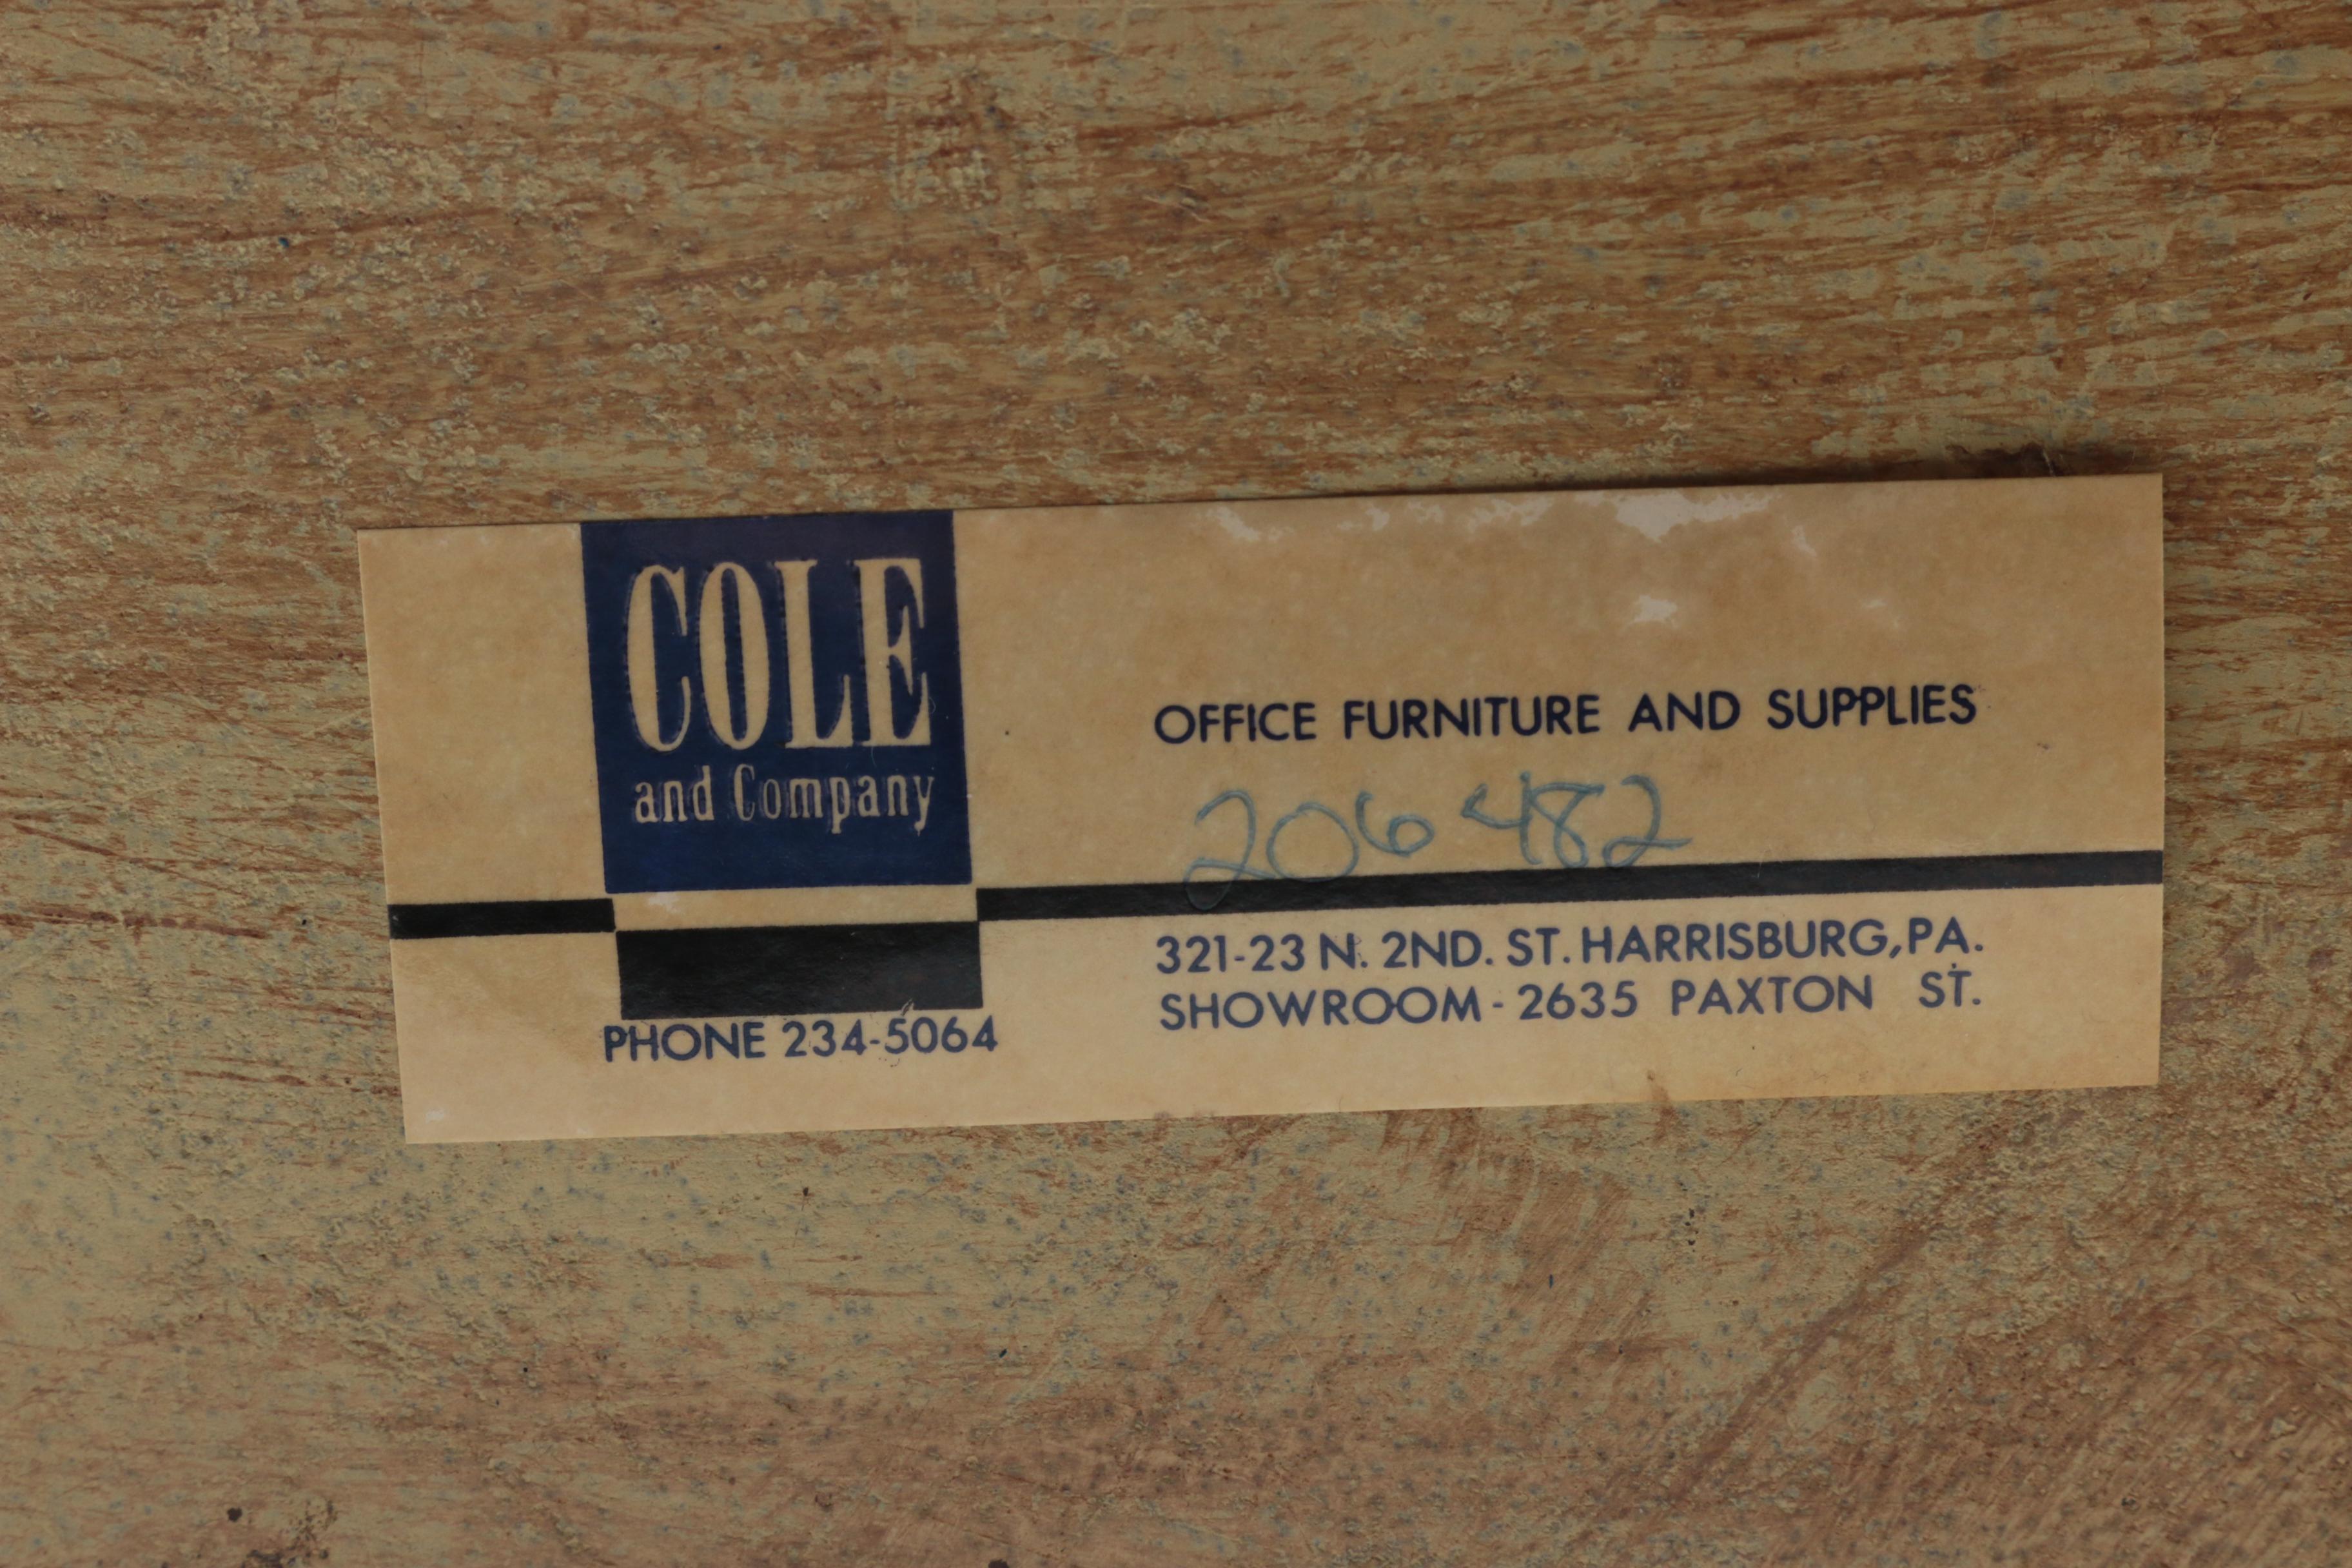 COLE
and Company
PHONE 234-5064
OFFICE FURNITURE AND SUPPLIES
206482
321-23 N. 2ND. ST. HARRISBURG, PA.
SHOWROOM - 2635 PAXTON ST.